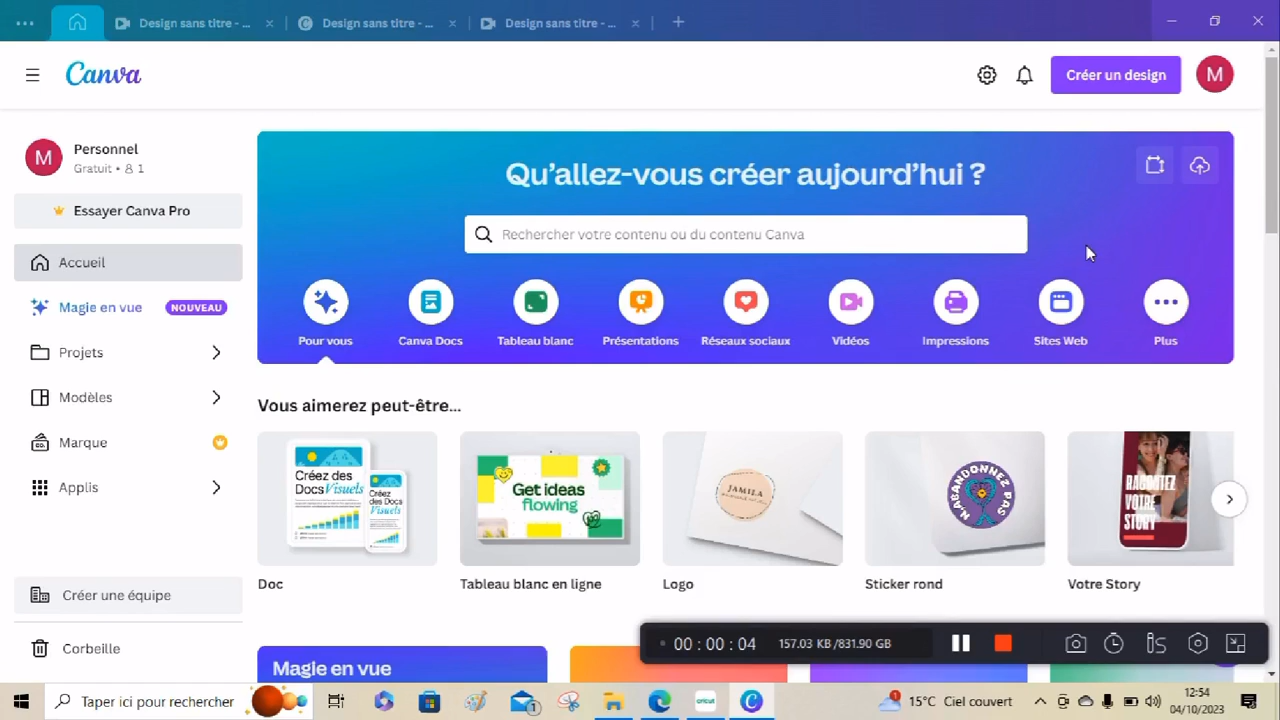 Design sans titre - ...
Design sans titre - ...
Design sans titre - ...
Canva
Créer un design
M
M
Personnel
Gratuit • 1
Essayer Canva Pro
Accueil
Magie en vue NOUVEAU
Projets
Modèles
Marque
Applis
Créer une équipe
Corbeille
Qu'allez-vous créer aujourd'hui ?
Rechercher votre contenu ou du contenu Canva
Pour vous
Canva Docs
Tableau blanc
Présentations
Réseaux sociaux
Vidéos
Impressions
Sites Web
Plus
Vous aimerez peut-être...
Créez des
Docs Visuels
Créez des
Docs
Visuels
Get ideas
flowing
JAMILA
N'ABANDONNEZ PAS
RACONTEZ
VOTRE
STORY
Doc
Tableau blanc en ligne
Logo
Sticker rond
Votre Story
Magie en vue
00 : 00 : 04
157.03 KB /831.90 GB
Taper ici pour rechercher
1
cricut
C
15°C Ciel couvert
12:54
04/10/2023